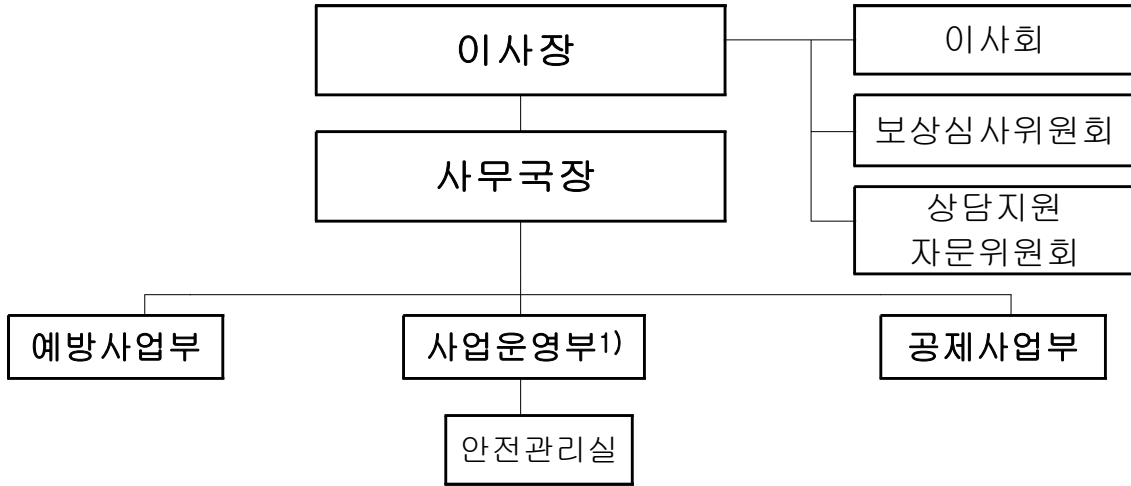 이사장
이사회
보상심사위원회
사무국장
상담지원
자문위원회
예방사업부
사업운영부1)
공제사업부
안전관리실